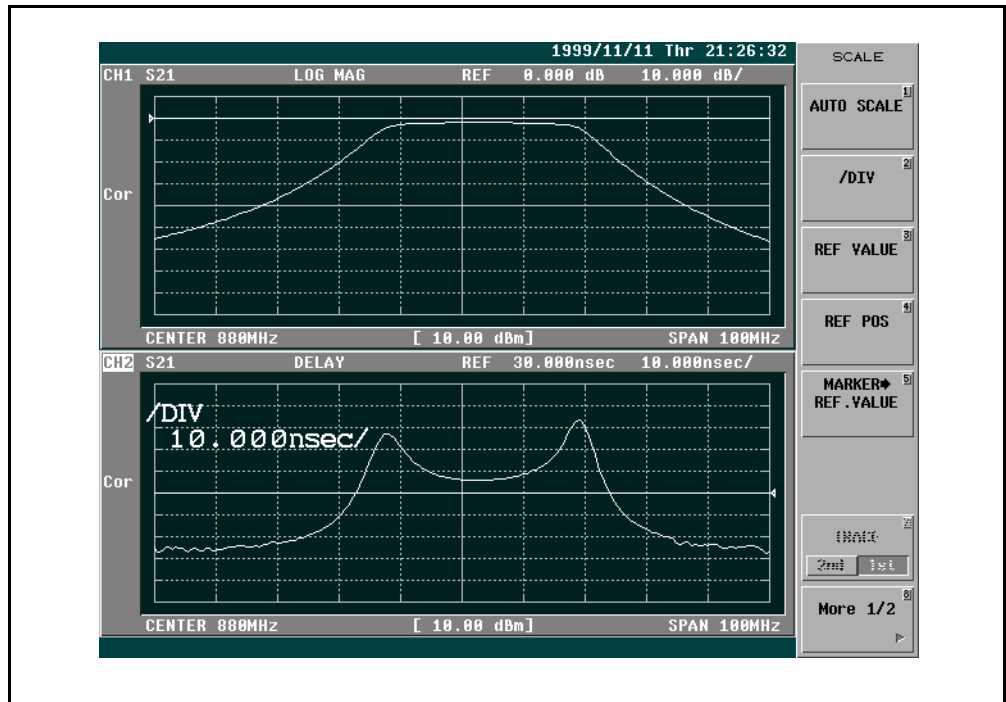 1999/11/11 Thr 21:26:32
CH1 S21 LOG MAG REF 0.000 dB 10.000 dB/
Cor
CENTER 880MHz [ 10.00 dBm] SPAN 100MHz
CH2 S21 DELAY REF 30.000nsec 10.000nsec/
/DIV
10.000nsec/
Cor
CENTER 880MHz [ 10.00 dBm] SPAN 100MHz
SCALE
AUTO SCALE 1
/DIV 2
REF VALUE 3
REF POS 4
MARKER➧ 5
REF.VALUE
TRACE 7
2nd 1st
More 1/2 8